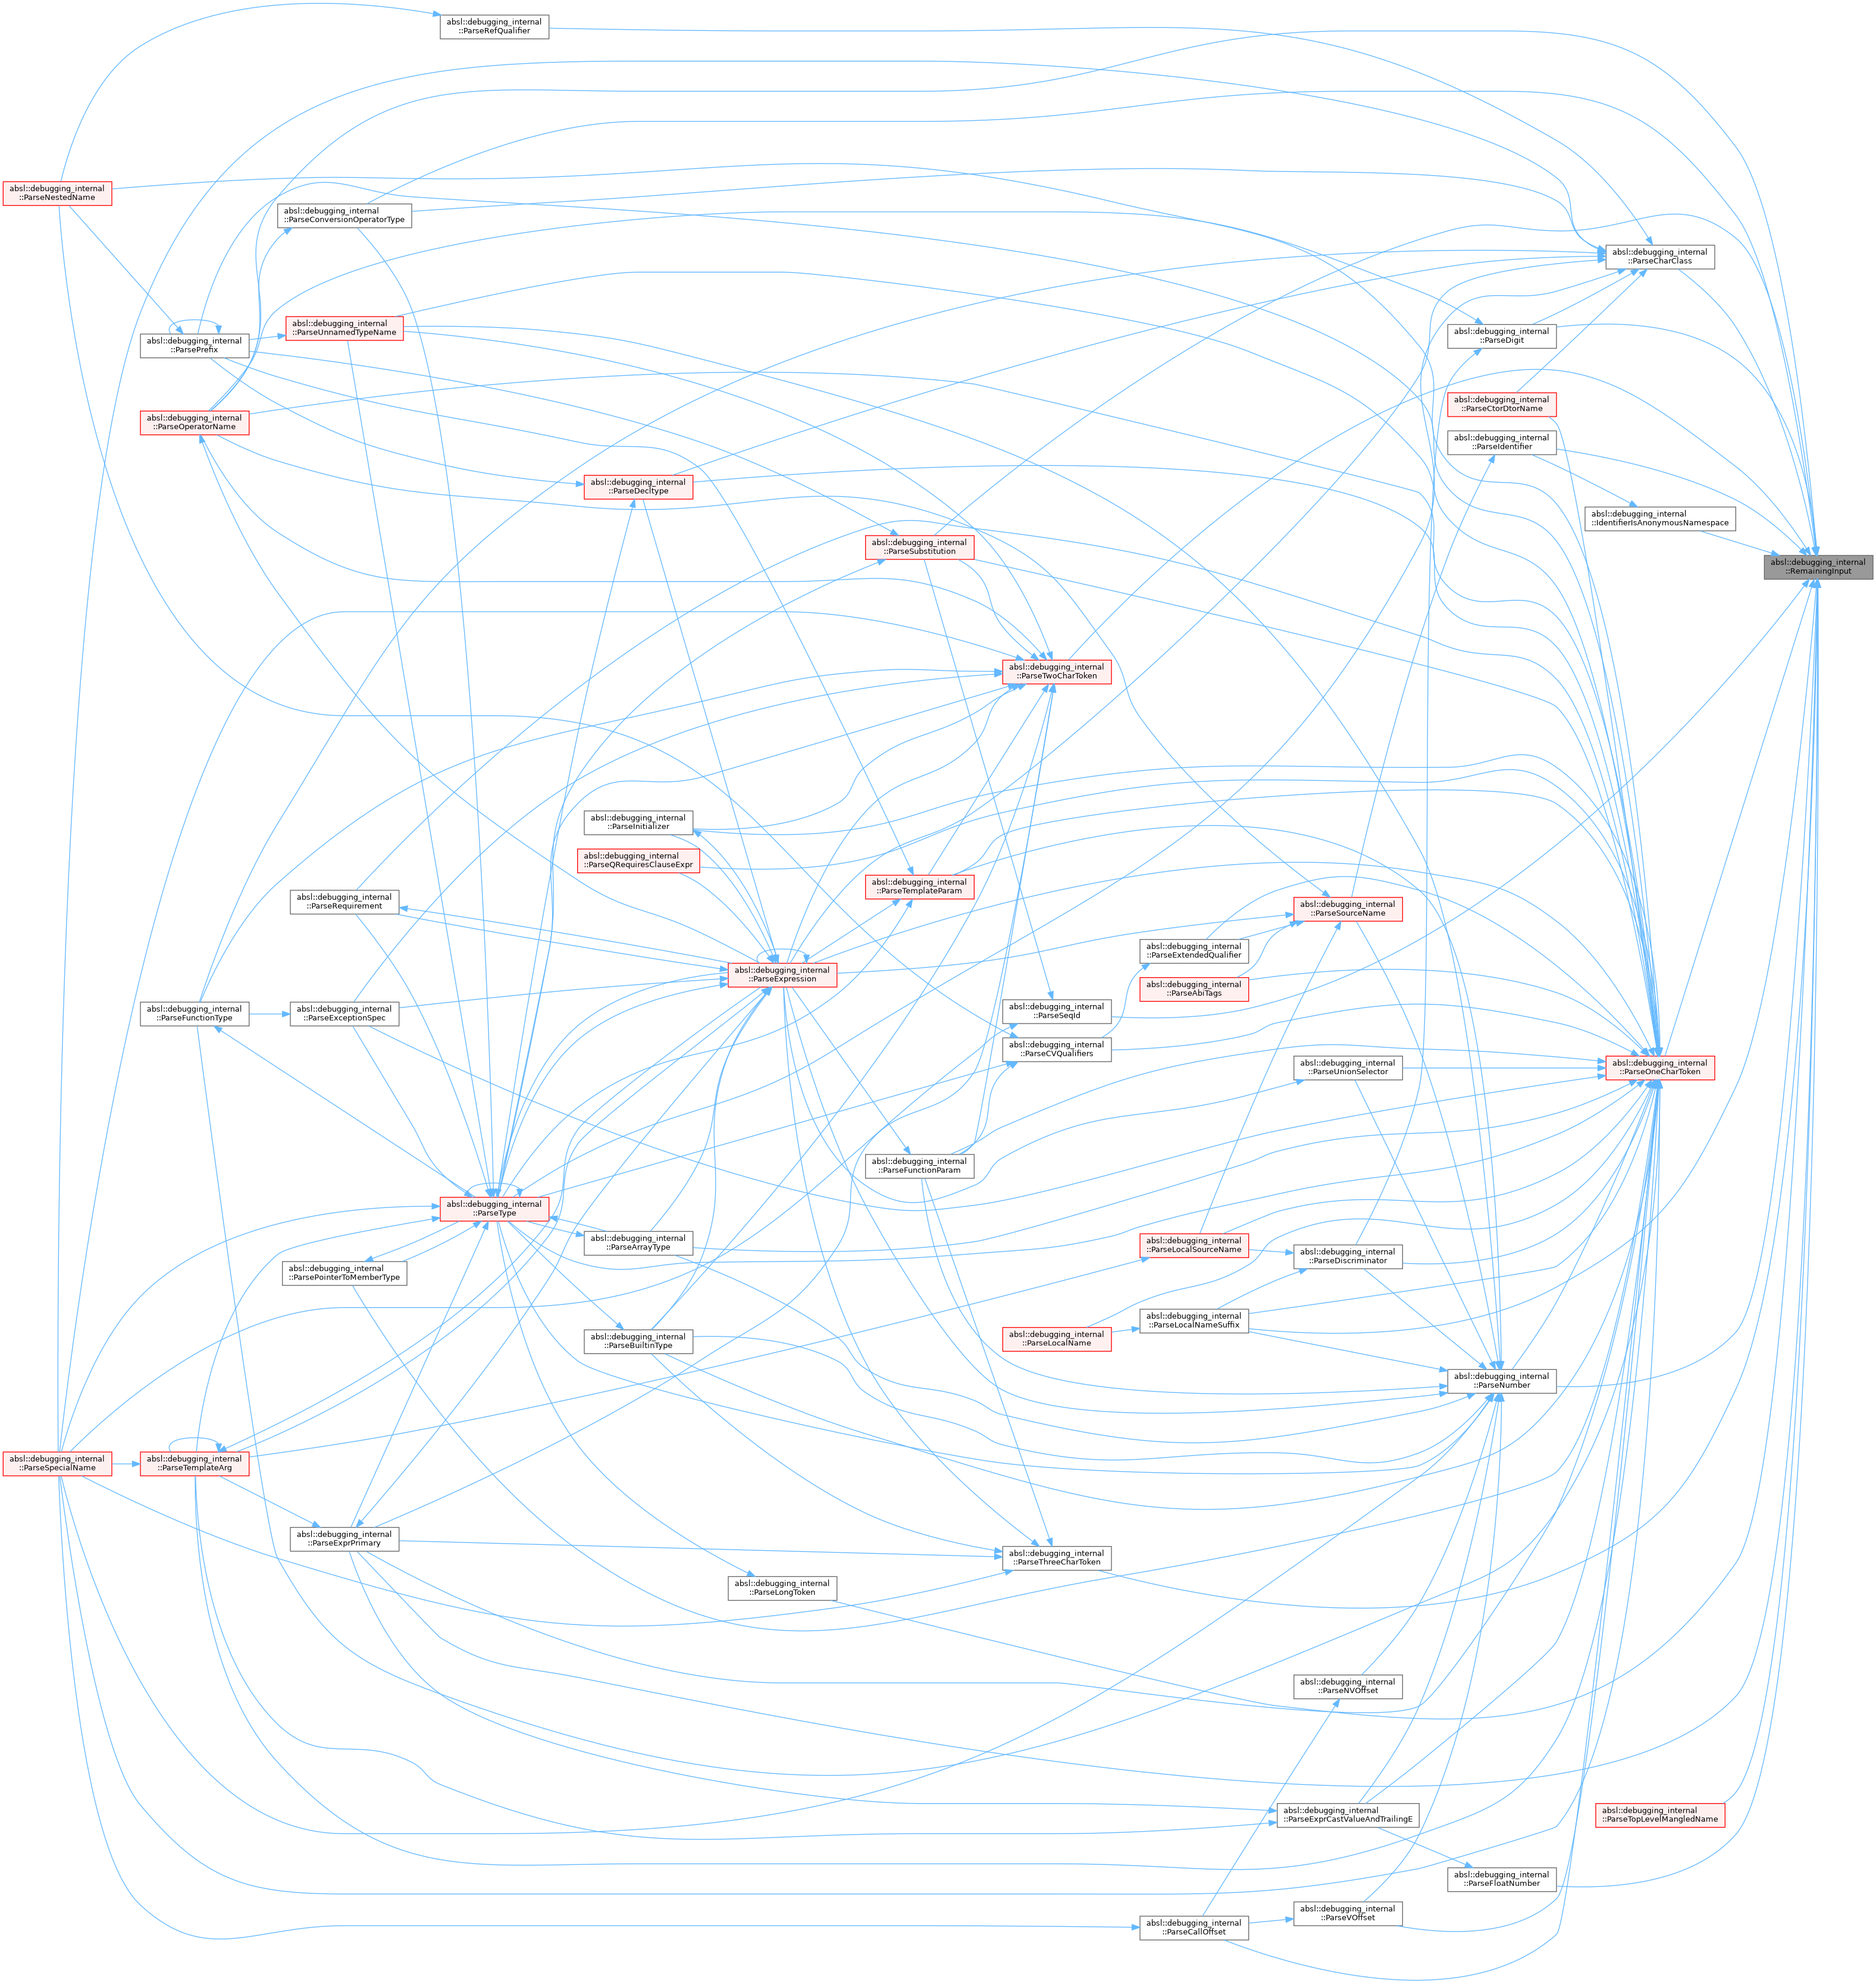 absl::debugging_internal
::ParseRefQualifier
absl::debugging_internal
::ParseNestedName
absl::debugging_internal
::ParseConversionOperatorType
absl::debugging_internal
::ParseCharClass
absl::debugging_internal
::ParseUnnamedTypeName
absl::debugging_internal
::ParsePrefix
absl::debugging_internal
::ParseDigit
absl::debugging_internal
::ParseCtorDtorName
absl::debugging_internal
::ParseOperatorName
absl::debugging_internal
::ParseIdentifier
absl::debugging_internal
::ParseDecltype
absl::debugging_internal
::IdentifierIsAnonymousNamespace
absl::debugging_internal
::ParseSubstitution
absl::debugging_internal
::RemainingInput
absl::debugging_internal
::ParseTwoCharToken
absl::debugging_internal
::ParseInitializer
absl::debugging_internal
::ParseQRequiresClauseExpr
absl::debugging_internal
::ParseTemplateParam
absl::debugging_internal
::ParseRequirement
absl::debugging_internal
::ParseSourceName
absl::debugging_internal
::ParseExtendedQualifier
absl::debugging_internal
::ParseExpression
absl::debugging_internal
::ParseAbiTags
absl::debugging_internal
::ParseFunctionType
absl::debugging_internal
::ParseExceptionSpec
absl::debugging_internal
::ParseSeqId
absl::debugging_internal
::ParseCVQualifiers
absl::debugging_internal
::ParseUnionSelector
absl::debugging_internal
::ParseOneCharToken
absl::debugging_internal
::ParseFunctionParam
absl::debugging_internal
::ParseType
absl::debugging_internal
::ParseArrayType
absl::debugging_internal
::ParseLocalSourceName
absl::debugging_internal
::ParseDiscriminator
absl::debugging_internal
::ParsePointerToMemberType
absl::debugging_internal
::ParseLocalNameSuffix
absl::debugging_internal
::ParseBuiltinType
absl::debugging_internal
::ParseLocalName
absl::debugging_internal
::ParseNumber
absl::debugging_internal
::ParseSpecialName
absl::debugging_internal
::ParseTemplateArg
absl::debugging_internal
::ParseExprPrimary
absl::debugging_internal
::ParseThreeCharToken
absl::debugging_internal
::ParseLongToken
absl::debugging_internal
::ParseNVOffset
absl::debugging_internal
::ParseExprCastValueAndTrailingE
absl::debugging_internal
::ParseTopLevelMangledName
absl::debugging_internal
::ParseFloatNumber
absl::debugging_internal
::ParseVOffset
absl::debugging_internal
::ParseCallOffset